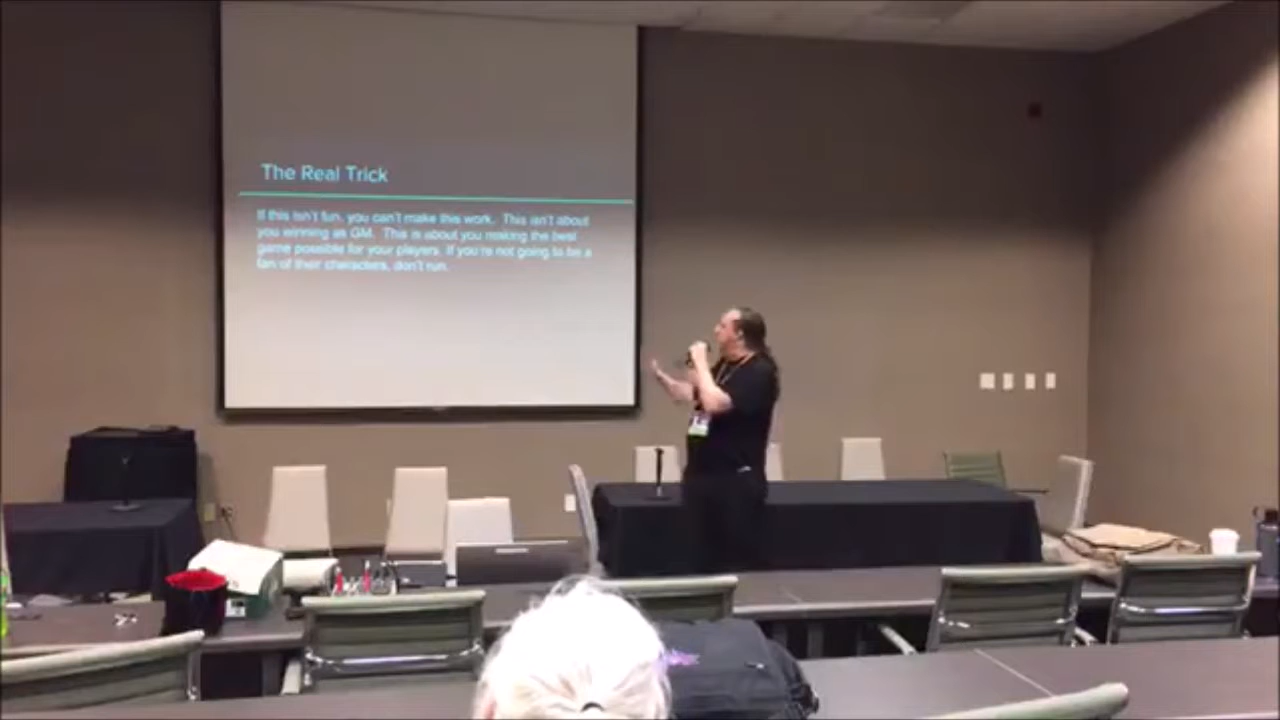 The Real Trick
If this isn't fun, you can't make this work. This isn't about
you winning as GM. This is about you making the best
game possible for your players. If you're not going to be a
fan of their characters, don't run.